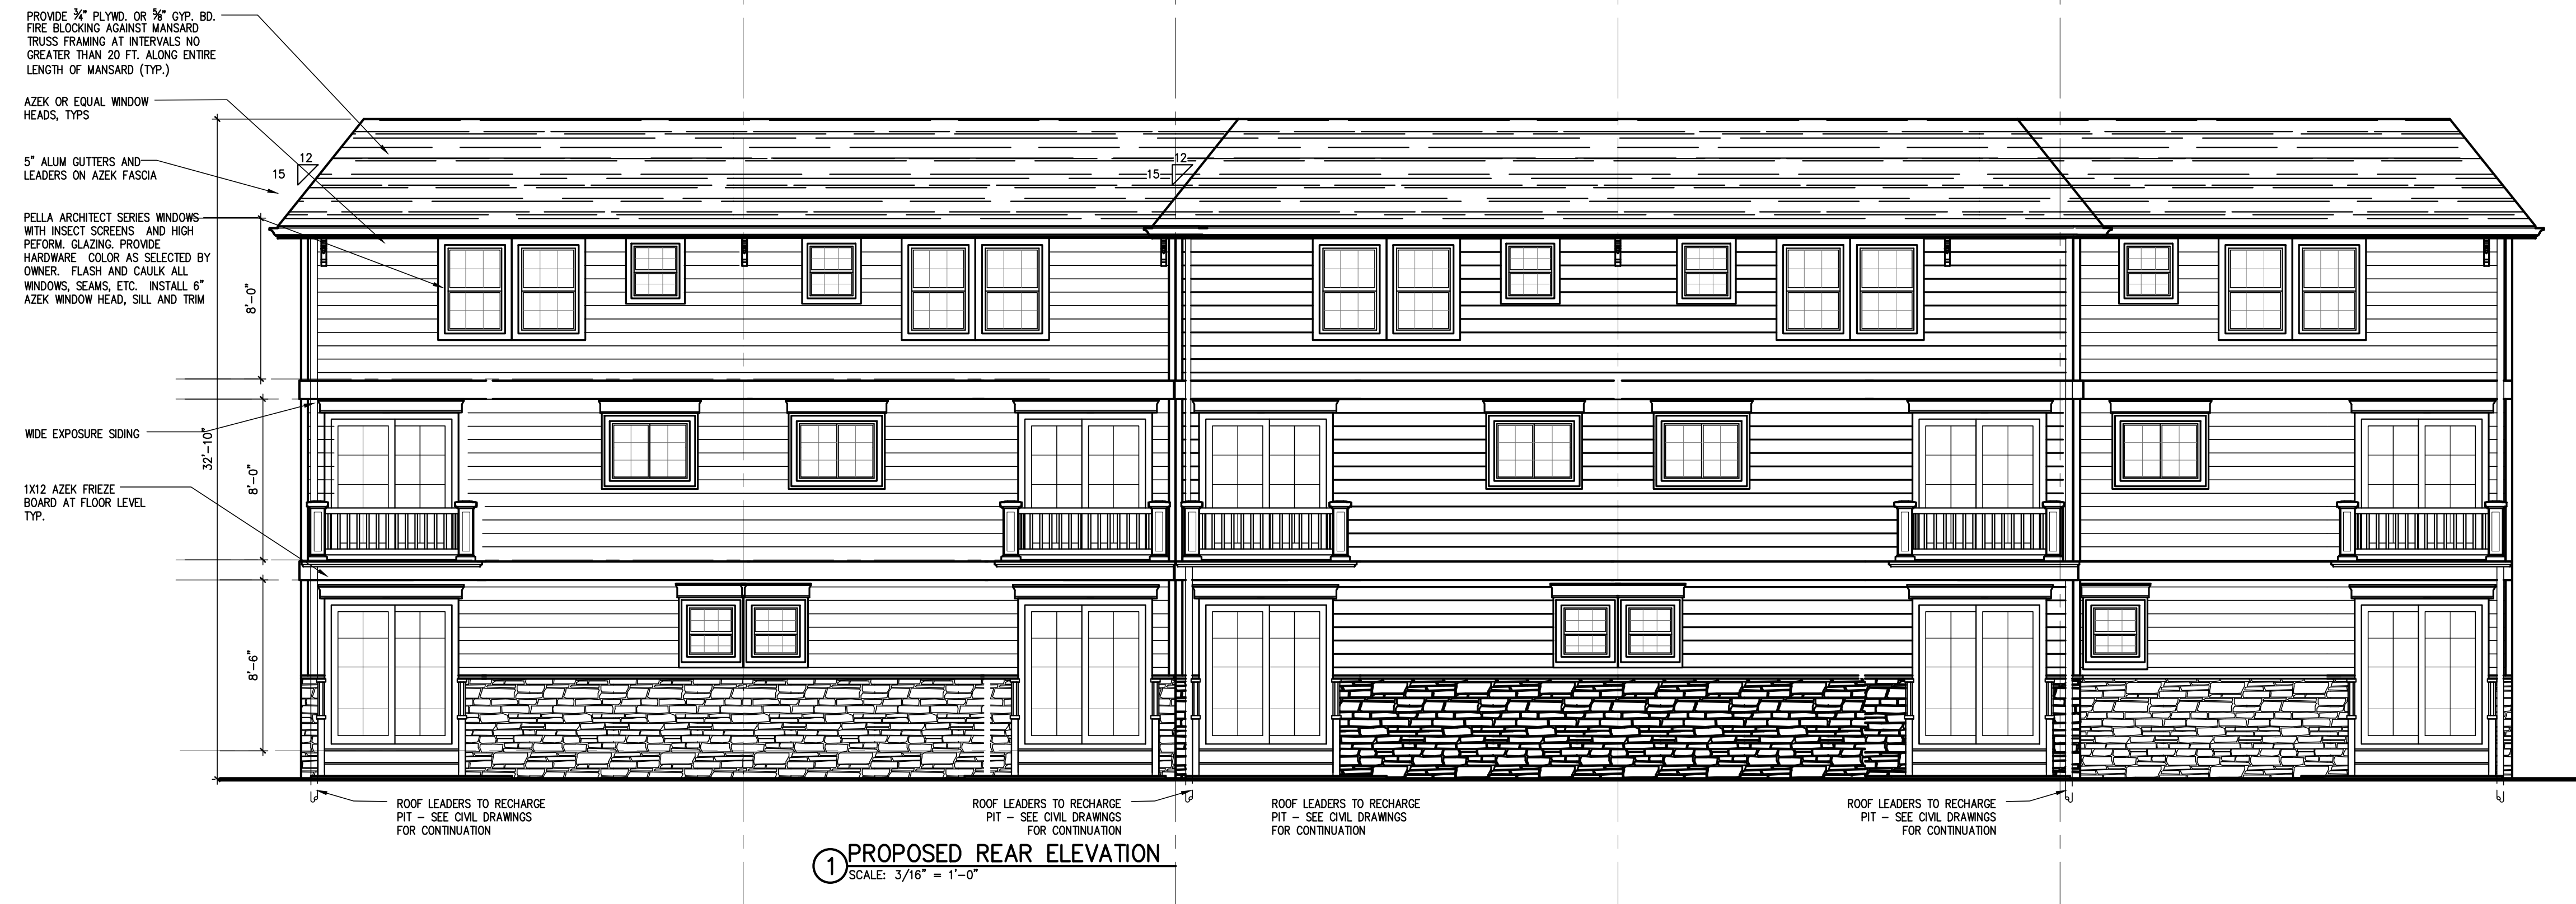 PROVIDE ¾" PLYWD. OR ⅝" GYP. BD.
FIRE BLOCKING AGAINST MANSARD
TRUSS FRAMING AT INTERVALS NO
GREATER THAN 20 FT. ALONG ENTIRE
LENGTH OF MANSARD (TYP.)
AZEK OR EQUAL WINDOW
HEADS, TYPS
5" ALUM GUTTERS AND
LEADERS ON AZEK FASCIA
12
15
12
15
PELLA ARCHITECT SERIES WINDOWS
WITH INSECT SCREENS AND HIGH
PEFORM. GLAZING. PROVIDE
HARDWARE COLOR AS SELECTED BY
OWNER. FLASH AND CAULK ALL
WINDOWS, SEAMS, ETC. INSTALL 6"
AZEK WINDOW HEAD, SILL AND TRIM
8'-0"
WIDE EXPOSURE SIDING
32'-10"
8'-0"
1X12 AZEK FRIEZE
BOARD AT FLOOR LEVEL
TYP.
8'-6"
ROOF LEADERS TO RECHARGE
PIT - SEE CIVIL DRAWINGS
FOR CONTINUATION
ROOF LEADERS TO RECHARGE
PIT - SEE CIVIL DRAWINGS
FOR CONTINUATION
ROOF LEADERS TO RECHARGE
PIT - SEE CIVIL DRAWINGS
FOR CONTINUATION
ROOF LEADERS TO RECHARGE
PIT - SEE CIVIL DRAWINGS
FOR CONTINUATION
1 PROPOSED REAR ELEVATION
SCALE: 3/16" = 1'-0"